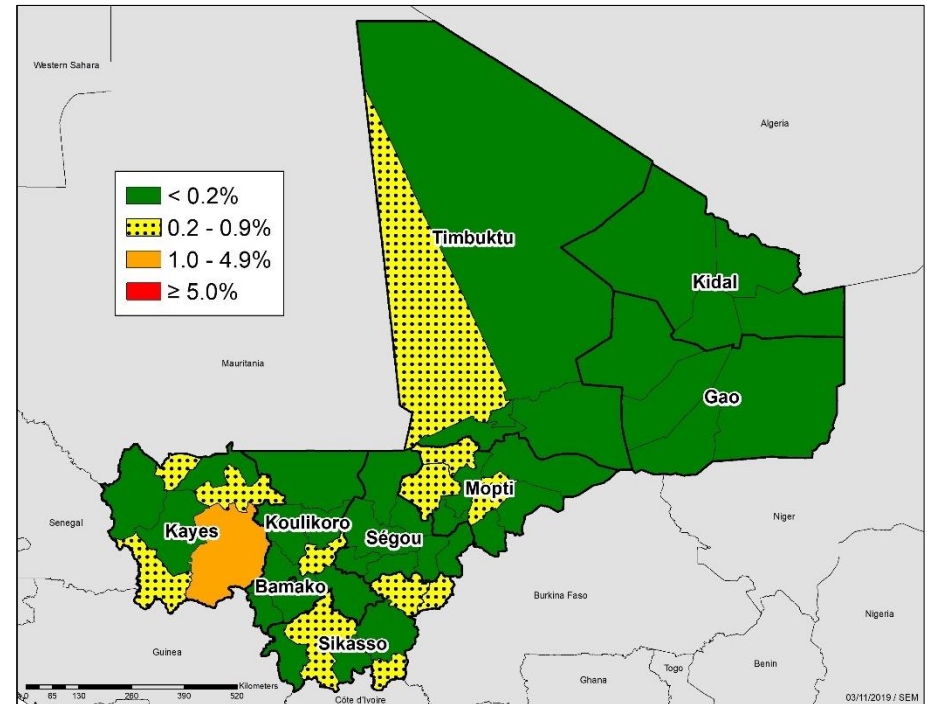 Western Sahara
Algeria
< 0.2%
0.2 - 0.9%
1.0 - 4.9%
≥ 5.0%
Timbuktu
Kidal
Mauritania
Gao
Mopti
Senegal
Kayes
Koulikoro
Ségou
Niger
Bamako
Burkina Faso
Nigeria
Sikasso
Guinea
Benin
Togo
Ghana
Kilometers
0 65 130 260 390 520
Côte d'Ivoire
03/11/2019 / SEM